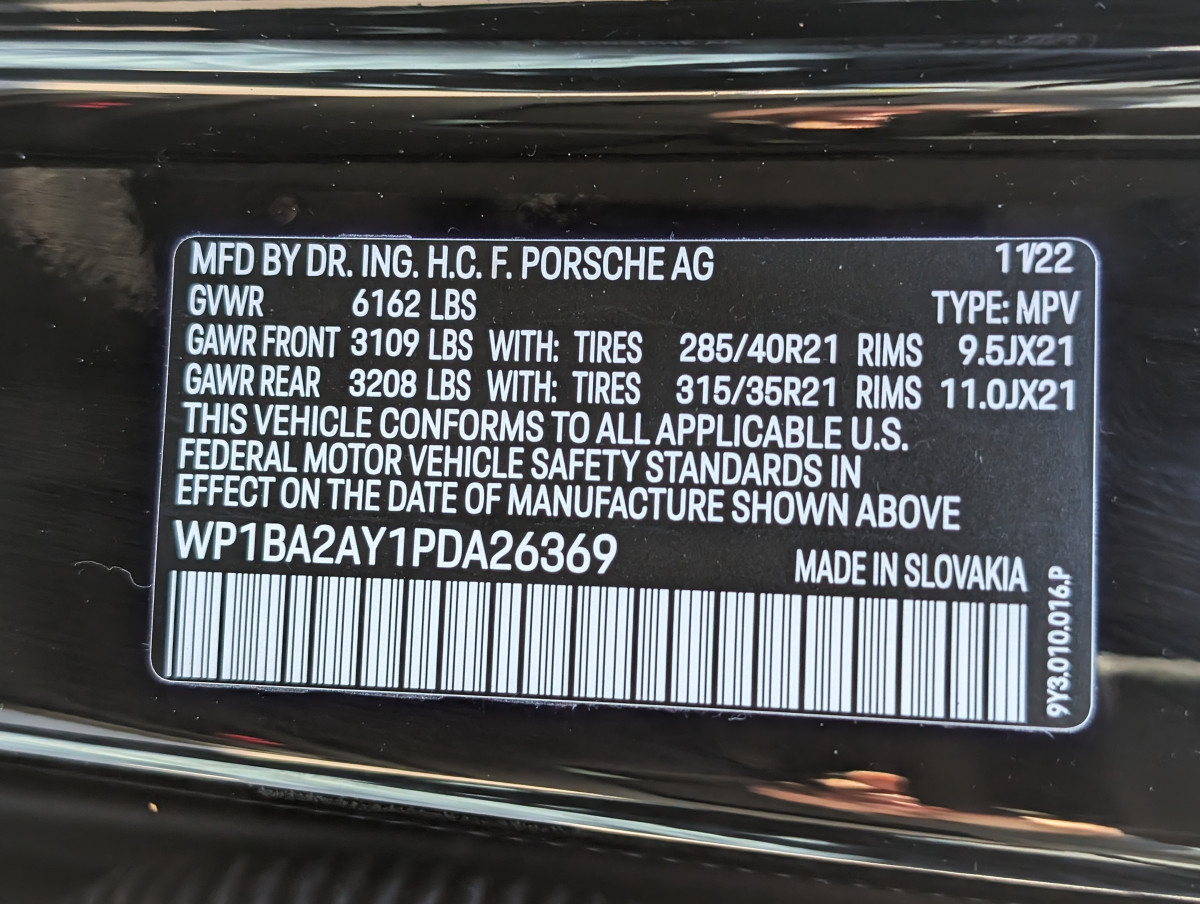 MFD BY DR. ING. H.C. F. PORSCHE AG 11/22
GVWR 6162 LBS TYPE: MPV
GAWR FRONT 3109 LBS WITH: TIRES 285/40R21 RIMS 9.5JX21
GAWR REAR 3208 LBS WITH: TIRES 315/35R21 RIMS 11.0JX21
THIS VEHICLE CONFORMS TO ALL APPLICABLE U.S.
FEDERAL MOTOR VEHICLE SAFETY STANDARDS IN
EFFECT ON THE DATE OF MANUFACTURE SHOWN ABOVE
WP1BA2AY1PDA26369 MADE IN SLOVAKIA
9Y3.010.016.P